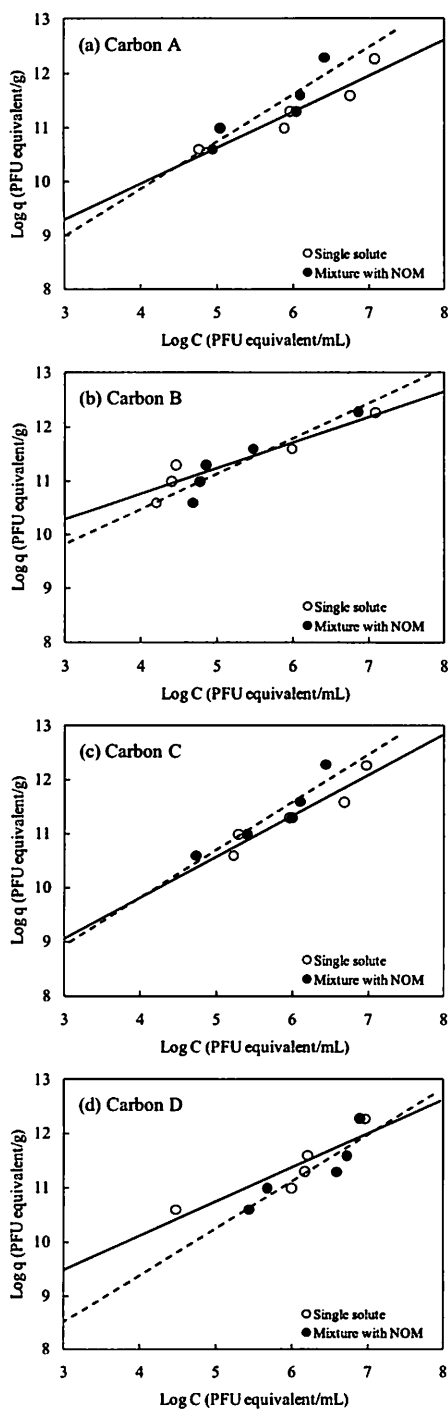 (a) Carbon A
13
12
11
10
9
8
Log q (PFU equivalent/g)
○ Single solute
● Mixture with NOM
3 4 5 6 7 8
Log C (PFU equivalent/mL)
(b) Carbon B
13
12
11
10
9
8
Log q (PFU equivalent/g)
○ Single solute
● Mixture with NOM
3 4 5 6 7 8
Log C (PFU equivalent/mL)
(c) Carbon C
13
12
11
10
9
8
Log q (PFU equivalent/g)
○ Single solute
● Mixture with NOM
3 4 5 6 7 8
Log C (PFU equivalent/mL)
(d) Carbon D
13
12
11
10
9
8
Log q (PFU equivalent/g)
○ Single solute
● Mixture with NOM
3 4 5 6 7 8
Log C (PFU equivalent/mL)